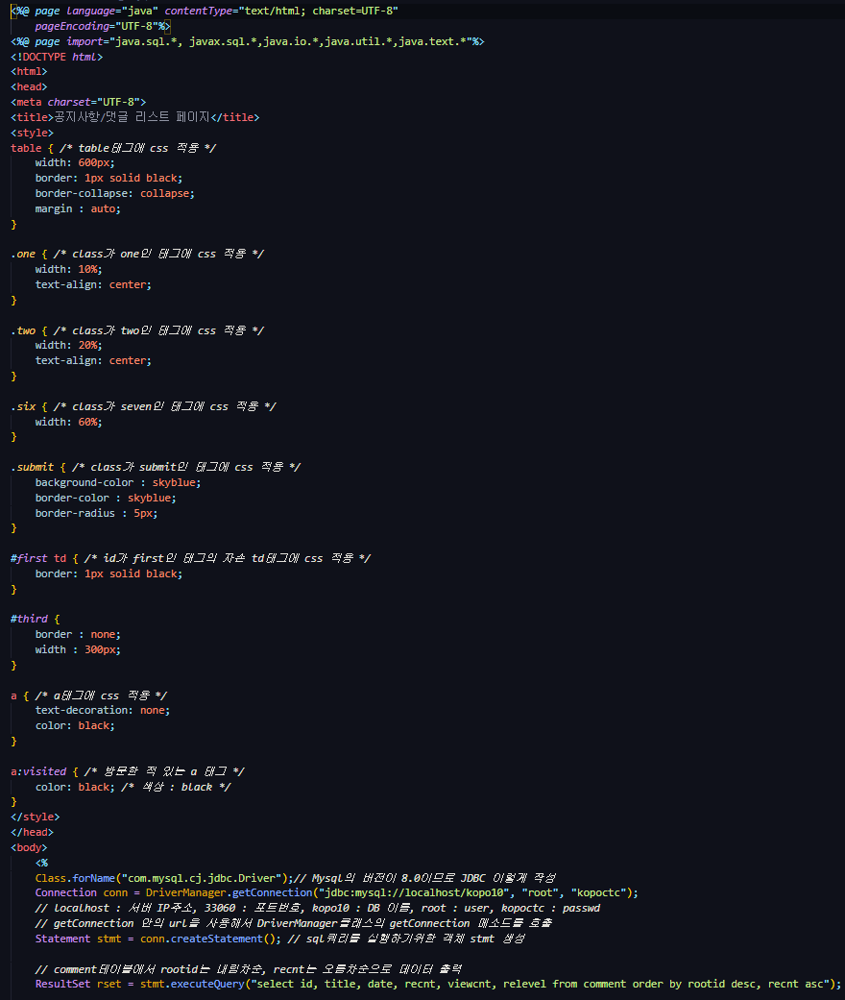 <%@ page language="java" contentType="text/html; charset=UTF-8"
    pageEncoding="UTF-8"%>
<%@ page import="java.sql.*, javax.sql.*,java.io.*,java.util.*,java.text.*"%>
<!DOCTYPE html>
<html>
<head>
<meta charset="UTF-8">
<title>공지사항/댓글 리스트 페이지</title>
<style>
table { /* table태그에 css 적용 */
    width: 600px;
    border: 1px solid black;
    border-collapse: collapse;
    margin : auto;
}
.one { /* class가 one인 태그에 css 적용 */
    width: 10%;
    text-align: center;
}
.two { /* class가 two인 태그에 css 적용 */
    width: 20%;
    text-align: center;
}
.six { /* class가 seven인 태그에 css 적용 */
    width: 60%;
}
.submit { /* class가 submit인 태그에 css 적용 */
    background-color : skyblue;
    border-color : skyblue;
    border-radius : 5px;
}
#first td { /* id가 first인 태그의 자손 td태그에 css 적용 */
    border: 1px solid black;
}
#third {
    border : none;
    width : 300px;
}
a { /* a태그에 css 적용 */
    text-decoration: none;
    color: black;
}
a:visited { /* 방문한 적 있는 a 태그 */
    color: black; /* 색상 : black */
}
</style>
</head>
<body>
    <%
    Class.forName("com.mysql.cj.jdbc.Driver");// Mysql의 버전이 8.0이므로 JDBC 이렇게 작성
    Connection conn = DriverManager.getConnection("jdbc:mysql://localhost/kopo10", "root", "kopoctc");
    // localhost : 서버 IP주소, 33060 : 포트번호, kopo10 : DB 이름, root : user, kopoctc : passwd
    // getConnection 안의 url을 사용해서 DriverManager클래스의 getConnection 메소드를 호출
    Statement stmt = conn.createStatement(); // sql쿼리를 실행하기위한 객체 stmt 생성
    // comment테이블에서 rootid는 내림차순, recnt는 오름차순으로 데이터 출력
    ResultSet rset = stmt.executeQuery("select id, title, date, recnt, viewcnt, relevel from comment order by rootid desc, recnt asc");